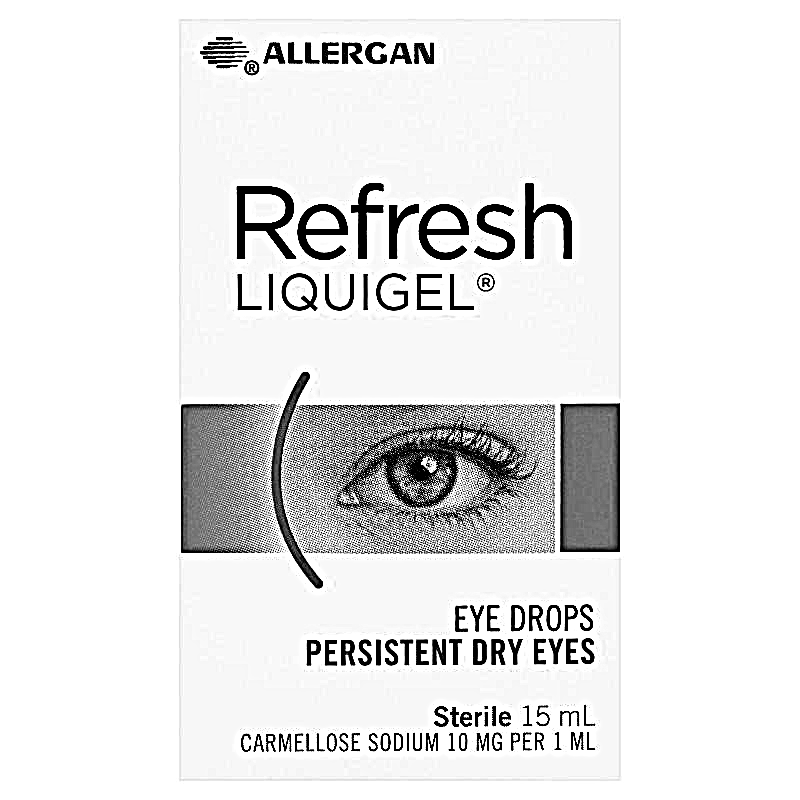 ® ALLERGAN
Refresh
LIQUIGEL®
EYE DROPS
PERSISTENT DRY EYES
Sterile 15 mL
CARMELLOSE SODIUM 10 MG PER 1 ML